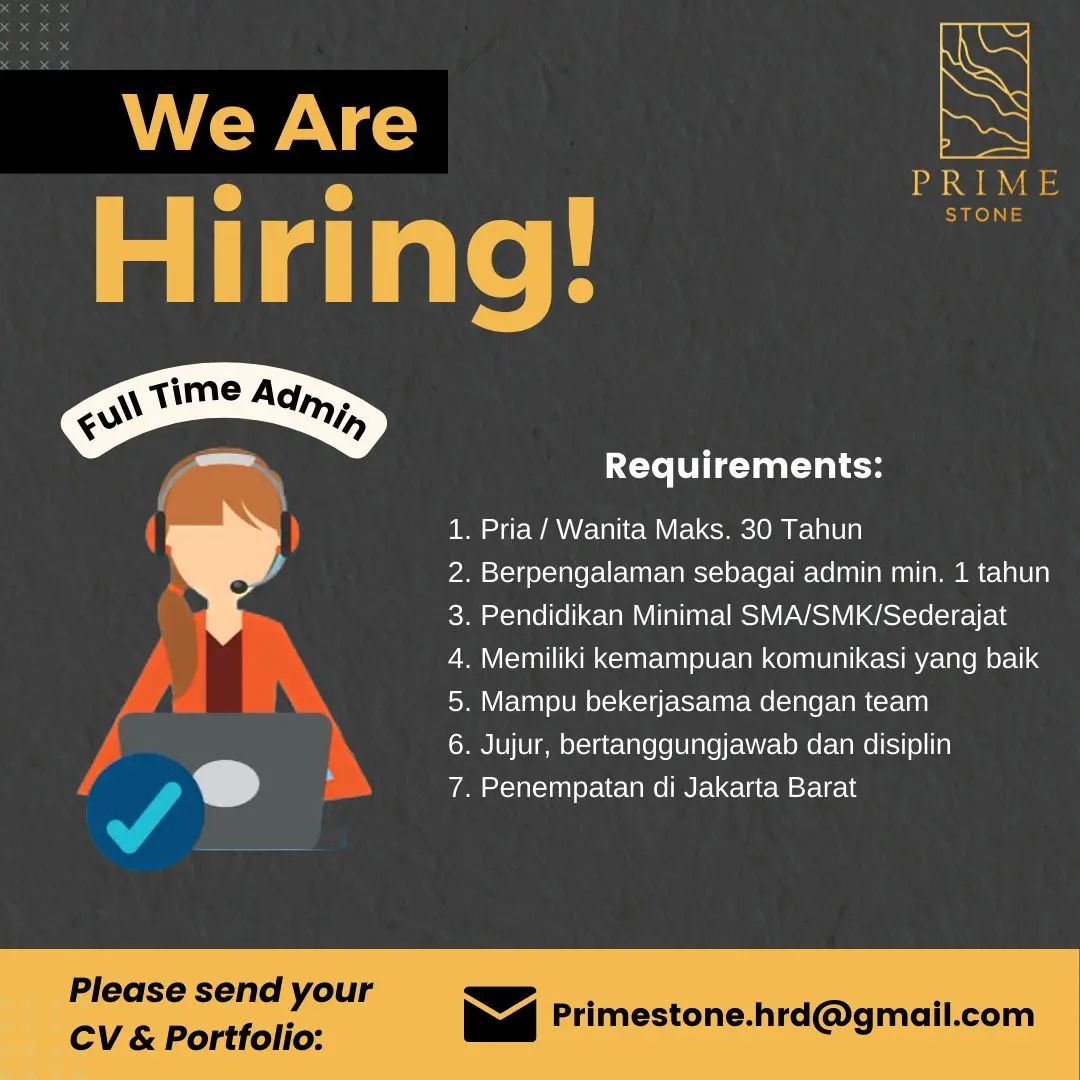 We Are
Hiring!
PRIME
STONE
Full Time Admin
Requirements:
1. Pria / Wanita Maks. 30 Tahun
2. Berpengalaman sebagai admin min. 1 tahun
3. Pendidikan Minimal SMA/SMK/Sederajat
4. Memiliki kemampuan komunikasi yang baik
5. Mampu bekerjasama dengan team
6. Jujur, bertanggungjawab dan disiplin
7. Penempatan di Jakarta Barat
Please send your
CV & Portfolio:
Primestone.hrd@gmail.com